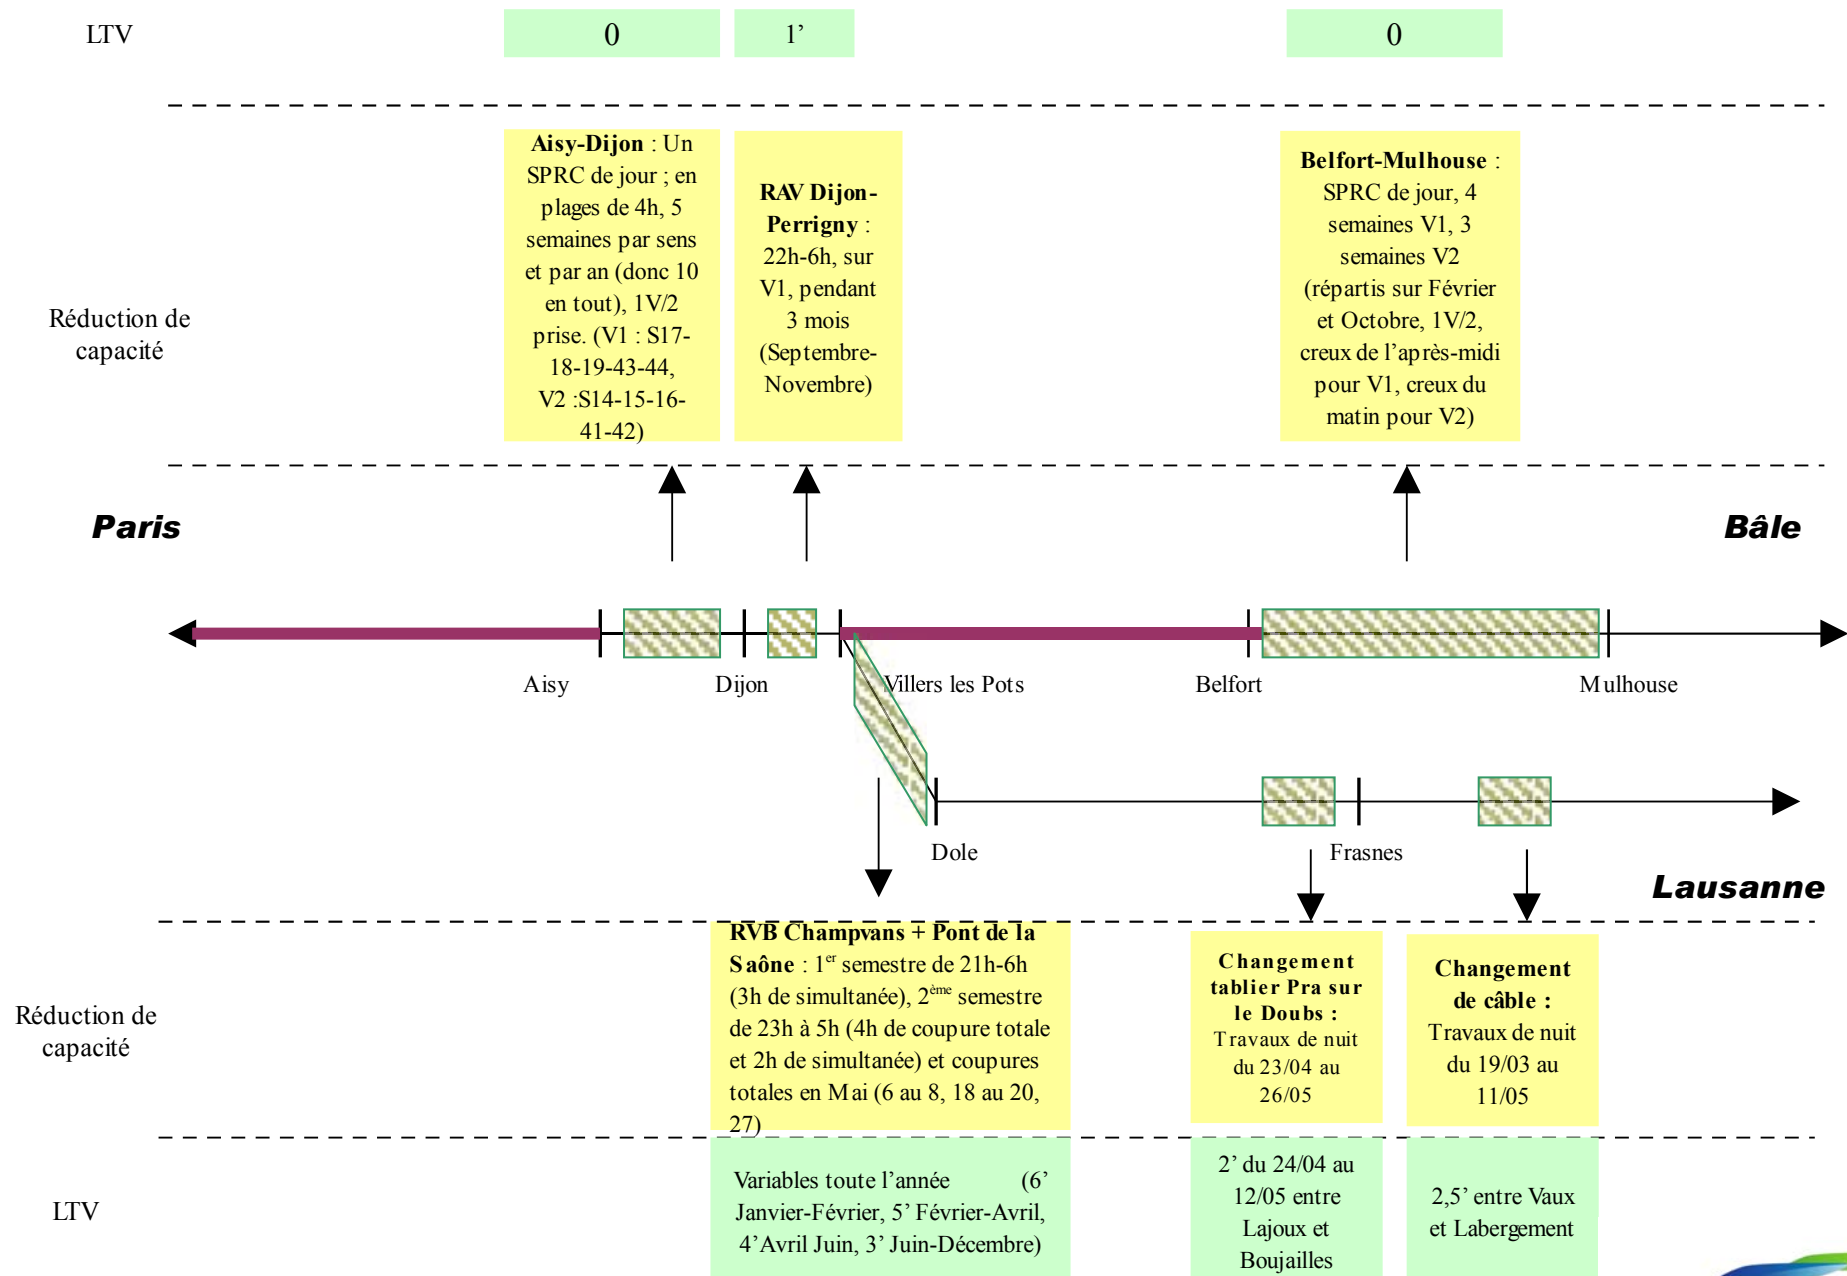 LTV
0
1’
0
Réduction de
capacité
Aisy-Dijon : Un
SPRC de jour ; en
plages de 4h, 5
semaines par sens
et par an (donc 10
en tout), 1V/2
prise. (V1 : S17-
18-19-43-44,
V2 :S14-15-16-
41-42)
RAV Dijon-
Perrigny :
22h-6h, sur
V1, pendant
3 mois
(Septembre-
Novembre)
Belfort-Mulhouse :
SPRC de jour, 4
semaines V1, 3
semaines V2
(répartis sur Février
et Octobre, 1V/2,
creux de l’après-midi
pour V1, creux du
matin pour V2)
Paris
Bâle
Aisy
Dijon
Villers les Pots
Belfort
Mulhouse
Dole
Frasnes
Lausanne
Réduction de
capacité
RVB Champvans + Pont de la
Saône : 1er semestre de 21h-6h
(3h de simultanée), 2ème semestre
de 23h à 5h (4h de coupure totale
et 2h de simultanée) et coupures
totales en Mai (6 au 8, 18 au 20,
27)
Changement
tablier Pra sur
le Doubs :
Travaux de nuit
du 23/04 au
26/05
Changement
de câble :
Travaux de nuit
du 19/03 au
11/05
LTV
Variables toute l’année (6’
Janvier-Février, 5’ Février-Avril,
4’Avril Juin, 3’ Juin-Décembre)
2’ du 24/04 au
12/05 entre
Lajoux et
Boujailles
2,5’ entre Vaux
et Labergement